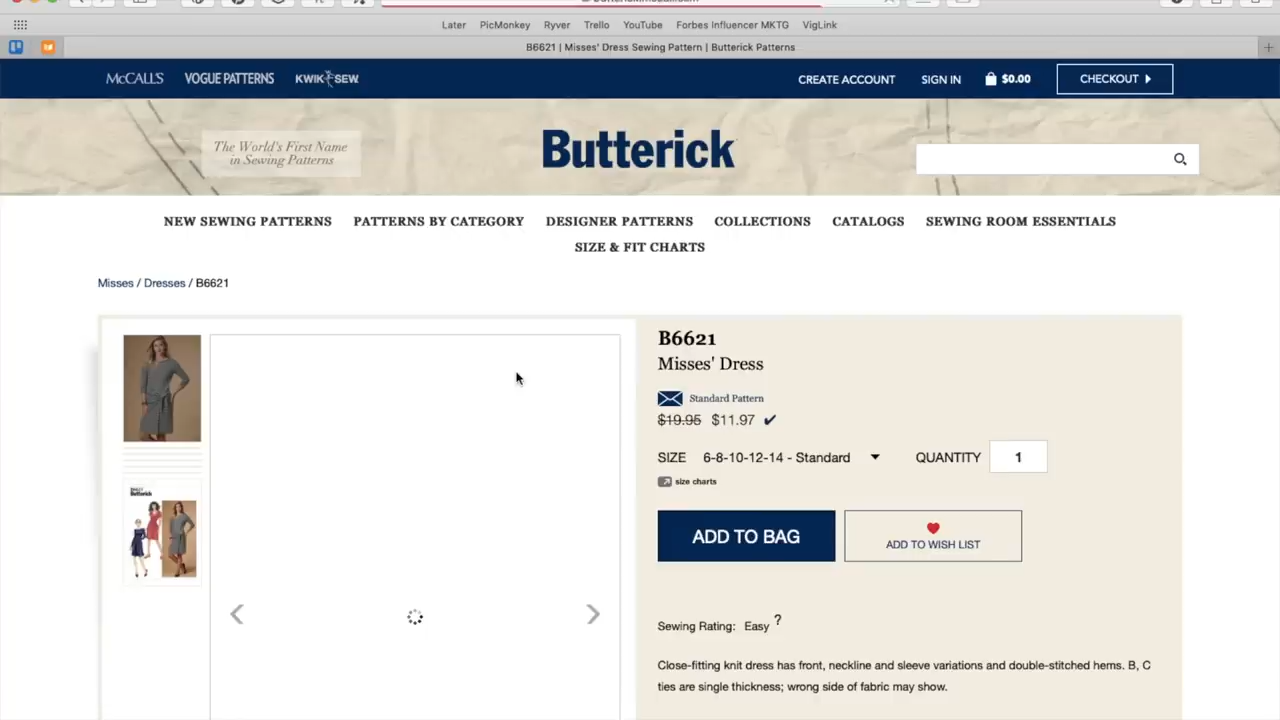 Later PicMonkey Ryver Trello YouTube Forbes Influencer MKTG VigLink
B6621 | Misses' Dress Sewing Pattern | Butterick Patterns
McCALL'S VOGUE PATTERNS KWIK SEW CREATE ACCOUNT SIGN IN $0.00 CHECKOUT
The World's First Name
in Sewing Patterns
Butterick
NEW SEWING PATTERNS PATTERNS BY CATEGORY DESIGNER PATTERNS COLLECTIONS CATALOGS SEWING ROOM ESSENTIALS
SIZE & FIT CHARTS
Misses / Dresses / B6621
B6621
Misses' Dress
Standard Pattern
$19.95 $11.97
SIZE 6-8-10-12-14 - Standard QUANTITY 1
size charts
ADD TO BAG
ADD TO WISH LIST
Butterick
Sewing Rating: Easy ?
Close-fitting knit dress has front, neckline and sleeve variations and double-stitched hems. B, C
ties are single thickness; wrong side of fabric may show.